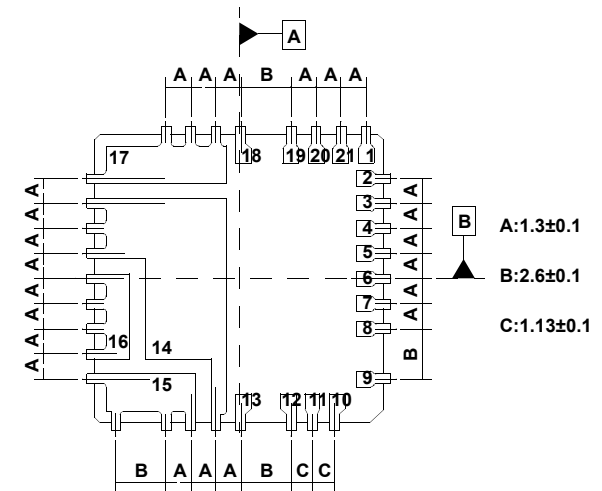 A
A A A B A A A
17 18 19 20 21 1
2
A A
3
A A
4 B A:1.3±0.1
A A
5
A A
6 B:2.6±0.1
A A
7
A A
8 C:1.13±0.1
16 14
A B
15 9
13 12 11 10
B A A A B C C